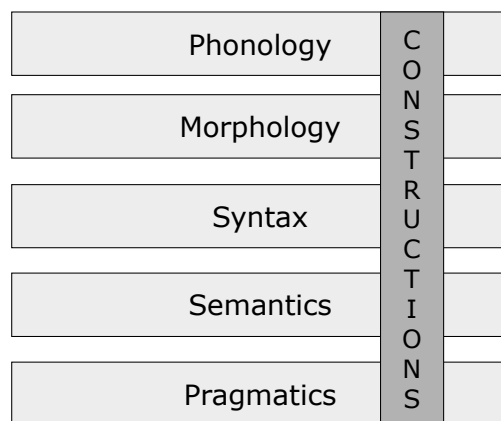 Phonology
Morphology
Syntax
Semantics
Pragmatics
CONSTRUCTIONS